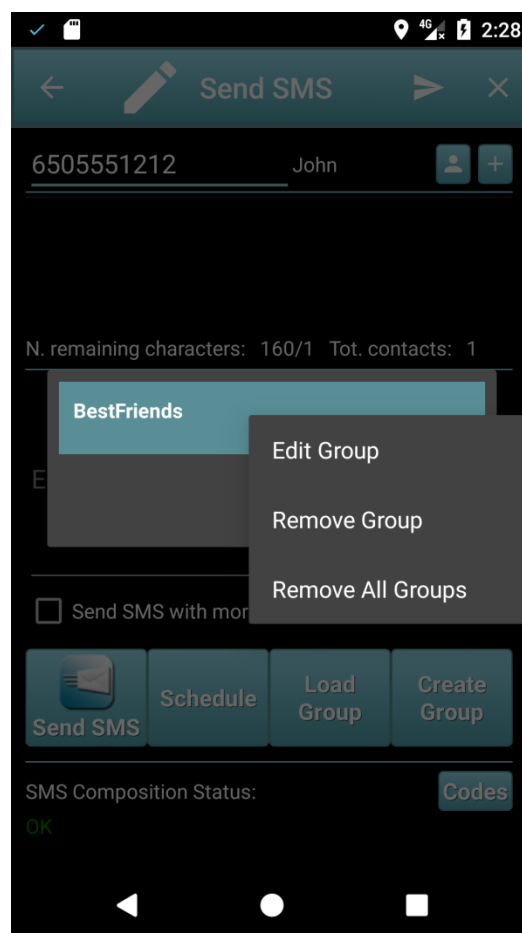 4G 2:28
Send SMS
6505551212 John
N. remaining characters: 160/1 Tot. contacts: 1
BestFriends
Edit Group
E
Remove Group
Remove All Groups
Send SMS with mor
Send SMS
Schedule
Load
Group
Create
Group
SMS Composition Status:
Codes
OK